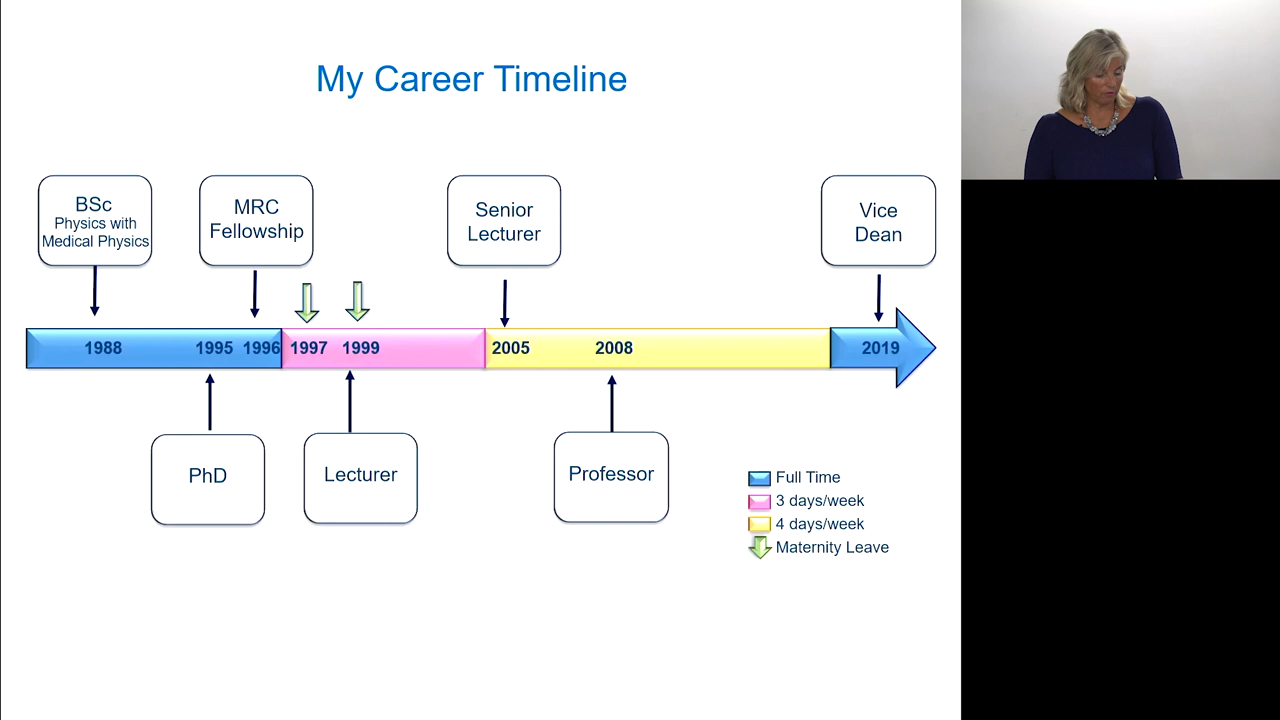 My Career Timeline
BSc
Physics with
Medical Physics
MRC
Fellowship
Senior
Lecturer
Vice
Dean
1988 1995 1996 1997 1999 2005 2008 2019
PhD
Lecturer
Professor
Full Time
3 days/week
4 days/week
Maternity Leave